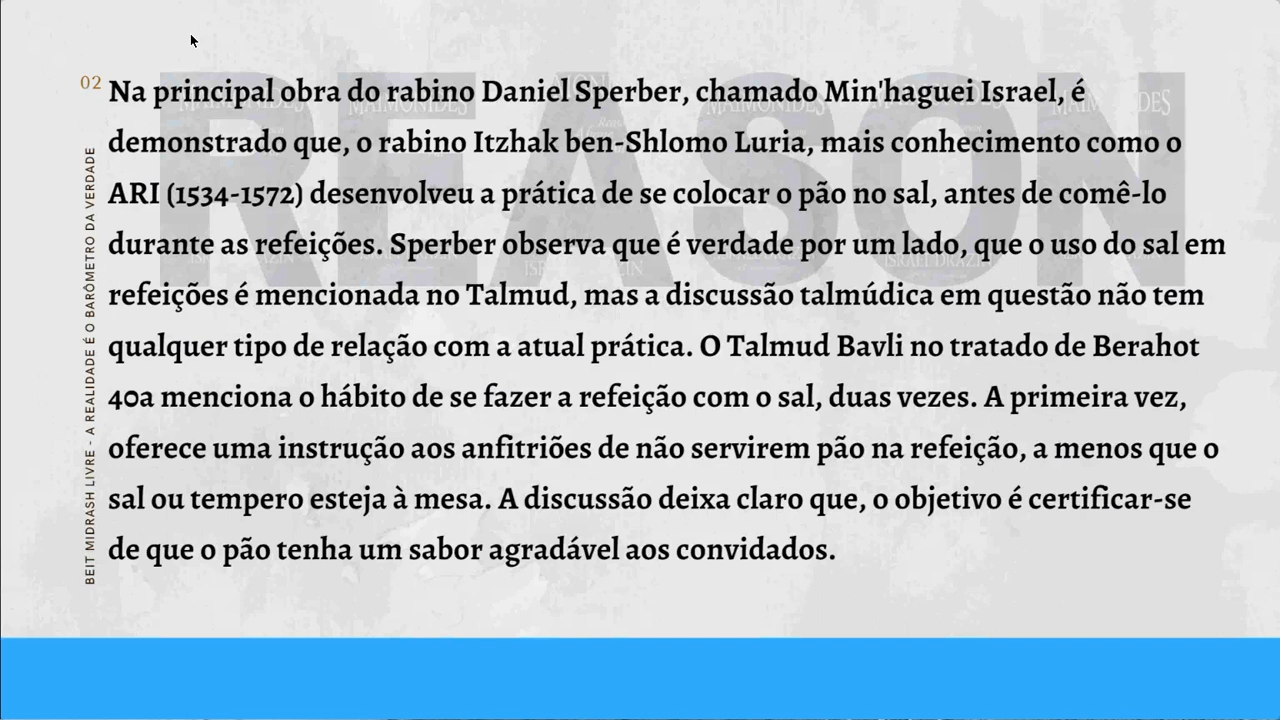 02
Na principal obra do rabino Daniel Sperber, chamado Min'haguei Israel, é
demonstrado que, o rabino Itzhak ben-Shlomo Luria, mais conhecimento como o
ARI (1534-1572) desenvolveu a prática de se colocar o pão no sal, antes de comê-lo
durante as refeições. Sperber observa que é verdade por um lado, que o uso do sal em
refeições é mencionada no Talmud, mas a discussão talmúdica em questão não tem
qualquer tipo de relação com a atual prática. O Talmud Bavli no tratado de Berahot
40a menciona o hábito de se fazer a refeição com o sal, duas vezes. A primeira vez,
oferece uma instrução aos anfitriões de não servirem pão na refeição, a menos que o
sal ou tempero esteja à mesa. A discussão deixa claro que, o objetivo é certificar-se
de que o pão tenha um sabor agradável aos convidados.
BEIT MIDRASH LIVRE - A REALIDADE É O BARÔMETRO DA VERDADE
REASON